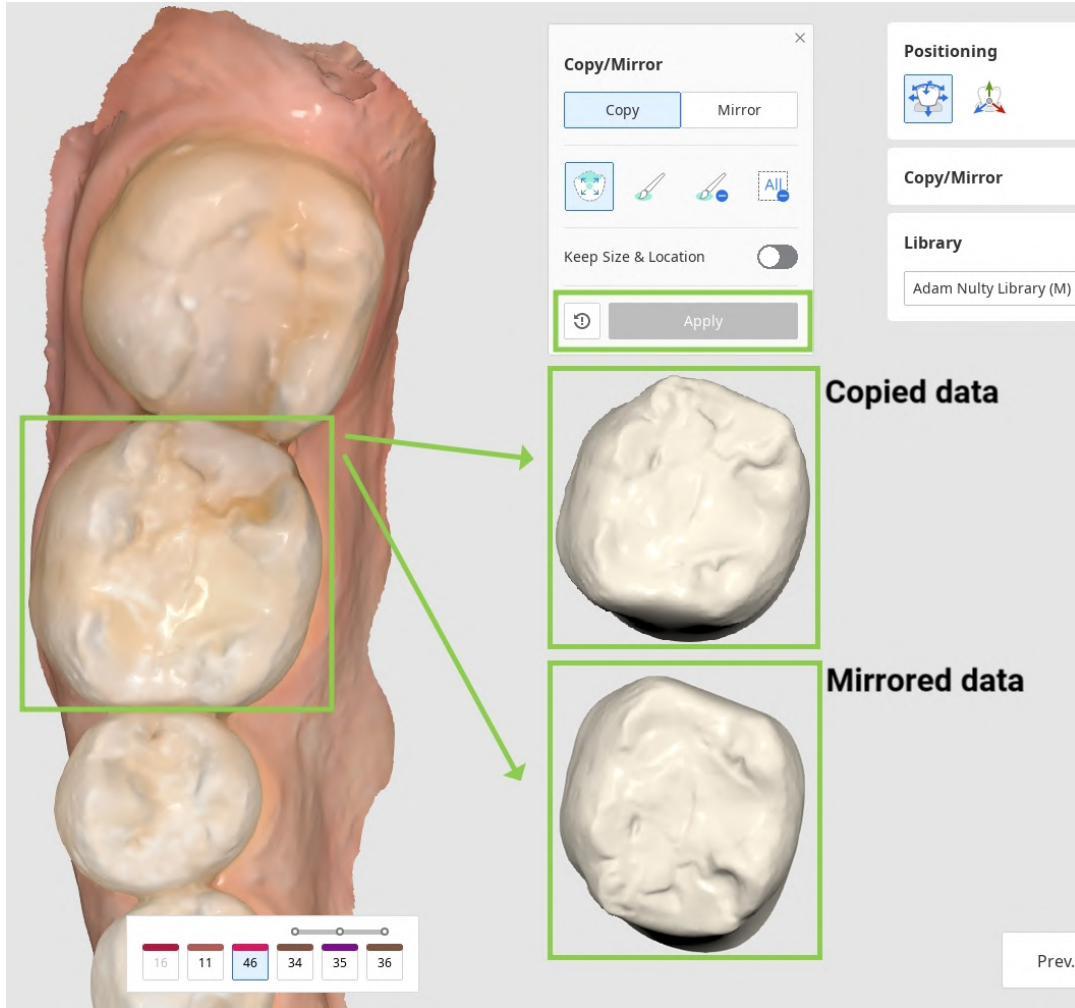 Copy/Mirror
Copy
Mirror
All
Keep Size & Location
Apply
Positioning
Copy/Mirror
Library
Adam Nulty Library (M)
Copied data
Mirrored data
16
11
46
34
35
36
Prev.